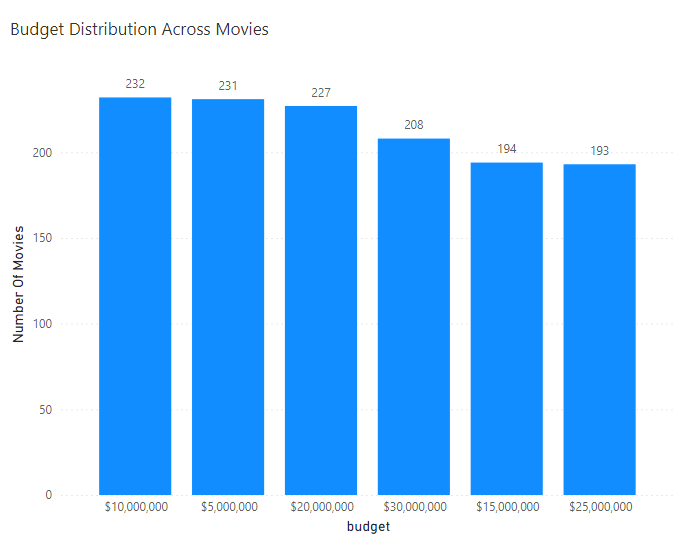 Budget Distribution Across Movies
232 231 227 208 194 193
200
150
100
50
0
Number Of Movies
$10,000,000 $5,000,000 $20,000,000 $30,000,000 $15,000,000 $25,000,000
budget